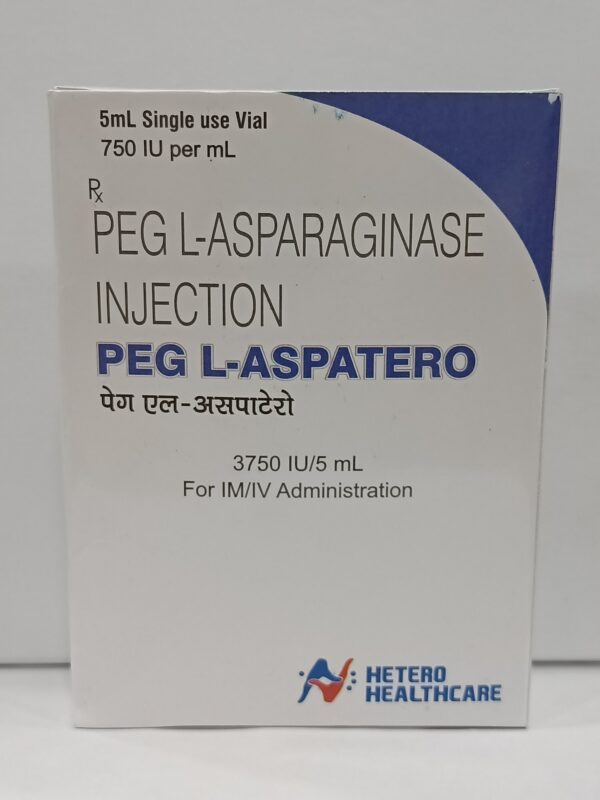 5mL Single use Vial
750 IU per mL
Rx
PEG L-ASPARAGINASE
INJECTION
PEG L-ASPATERO
पेग एल-असपाटेरो
3750 IU/5 mL
For IM/IV Administration
HETERO
HEALTHCARE